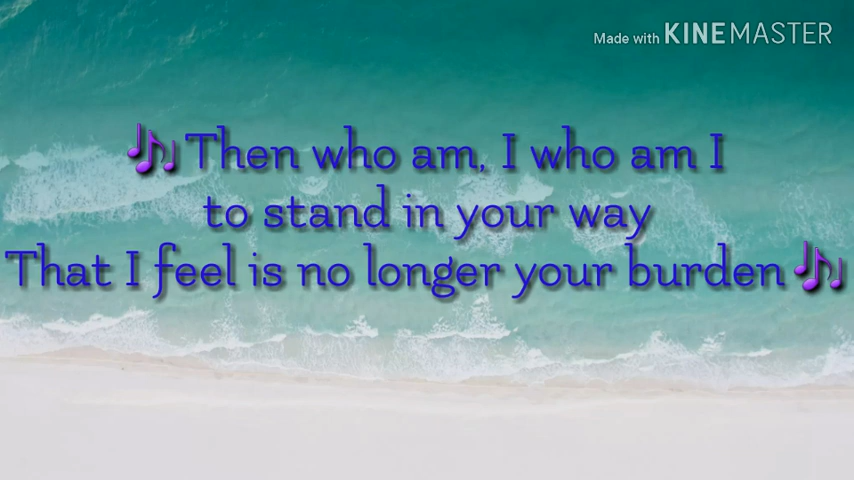 Made with KINEMASTER
🎶 Then who am, I who am I
to stand in your way
That I feel is no longer your burden 🎶